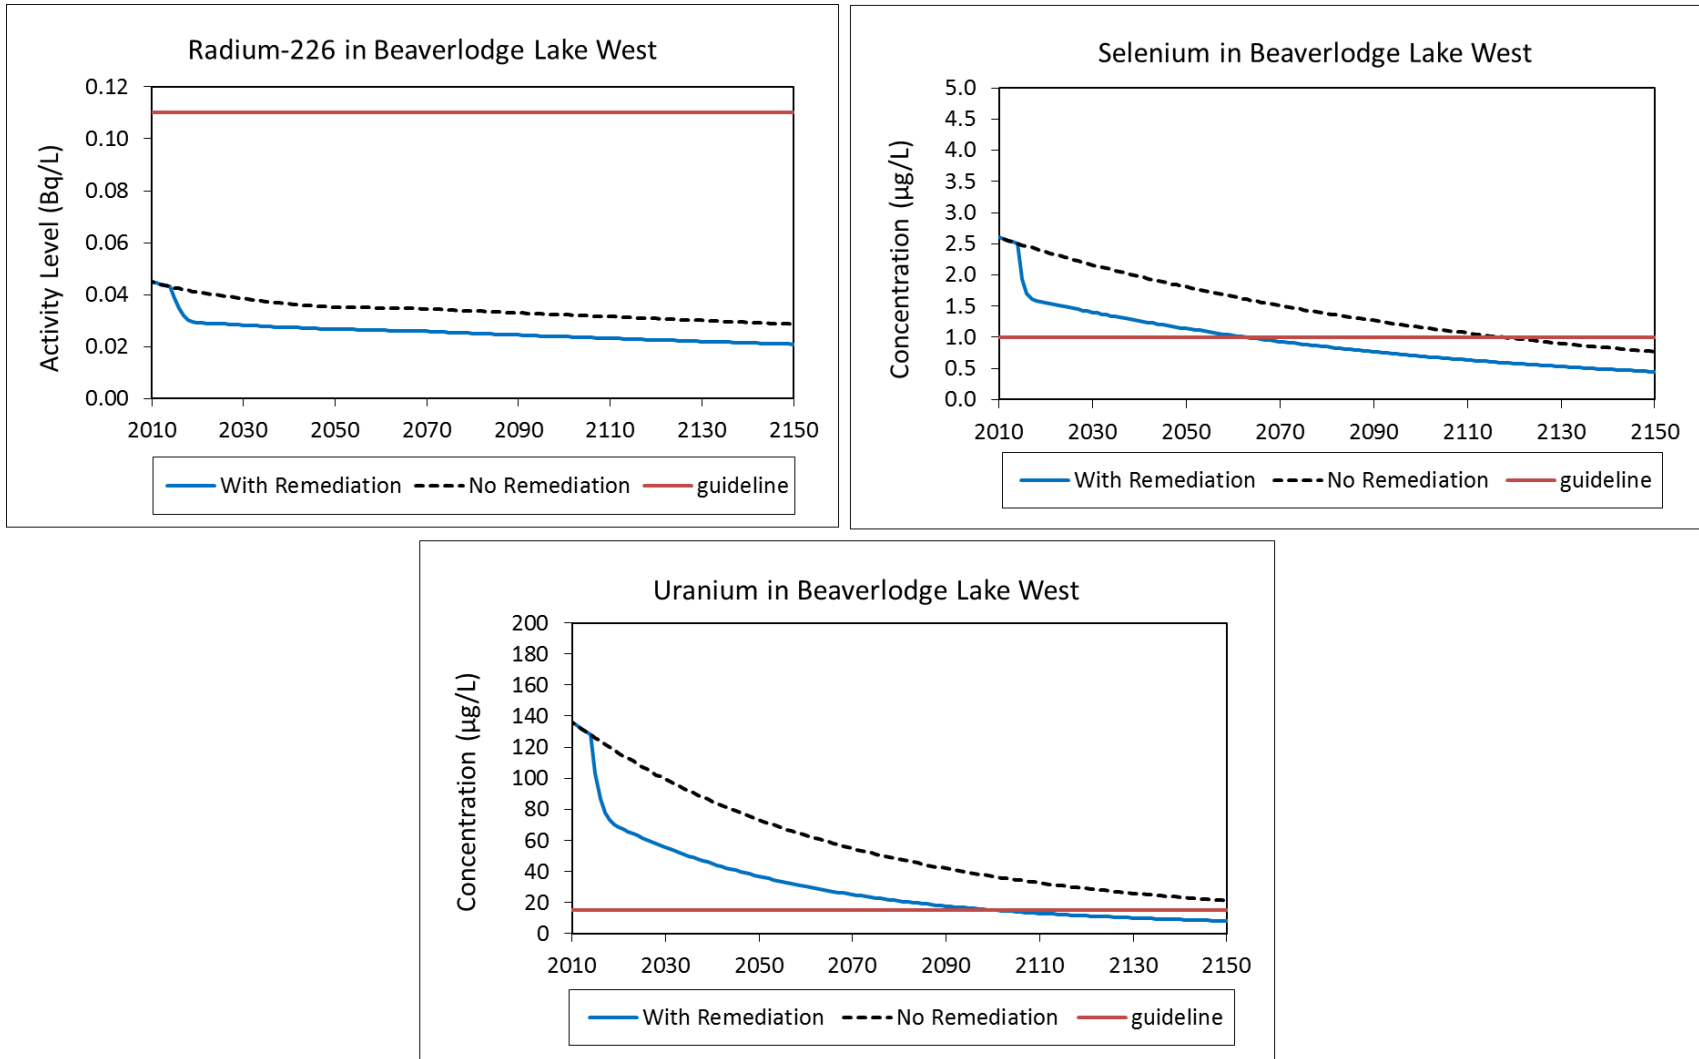 Radium-226 in Beaverlodge Lake West
Activity Level (Bq/L)
0.12
0.10
0.08
0.06
0.04
0.02
0.00
2010 2030 2050 2070 2090 2110 2130 2150
With Remediation No Remediation guideline
Selenium in Beaverlodge Lake West
Concentration (µg/L)
5.0
4.5
4.0
3.5
3.0
2.5
2.0
1.5
1.0
0.5
0.0
2010 2030 2050 2070 2090 2110 2130 2150
With Remediation No Remediation guideline
Uranium in Beaverlodge Lake West
Concentration (µg/L)
200
180
160
140
120
100
80
60
40
20
0
2010 2030 2050 2070 2090 2110 2130 2150
With Remediation No Remediation guideline